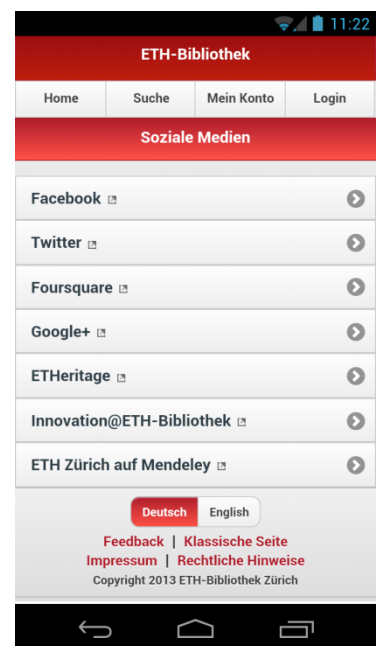 11:22
ETH-Bibliothek
Home Suche Mein Konto Login
Soziale Medien
Facebook
Twitter
Foursquare
Google+
ETHeritage
Innovation@ETH-Bibliothek
ETH Zürich auf Mendeley
Deutsch English
Feedback | Klassische Seite
Impressum | Rechtliche Hinweise
Copyright 2013 ETH-Bibliothek Zürich